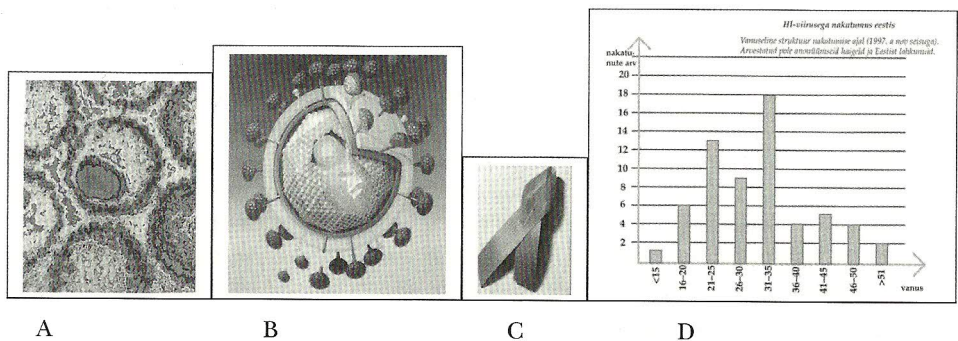 HI-viirusega nakatumus eestis
Vanuseline struktuur nakatumise ajal (1997. a nov seisuga).
Arvestatud pole anonüümseid haigeid ja Eestist lahkunuid.
nakatu-
nute arv
20
18
16
14
12
10
8
6
4
2
<15
16-20
21-25
26-30
31-35
36-40
41-45
46-50
>51
vanus
A
B
C
D